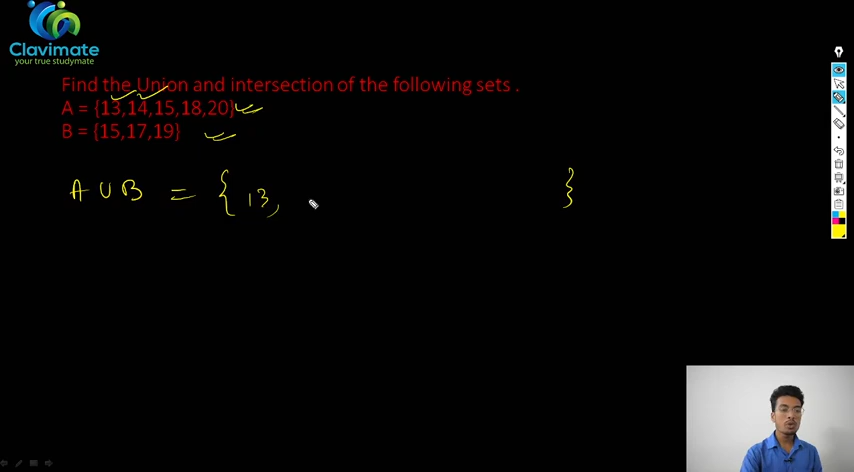 Clavimate
your true studymate
Find the Union and intersection of the following sets .
A = {13,14,15,18,20}
B = {15,17,19}
A ∪ B = { 13, }